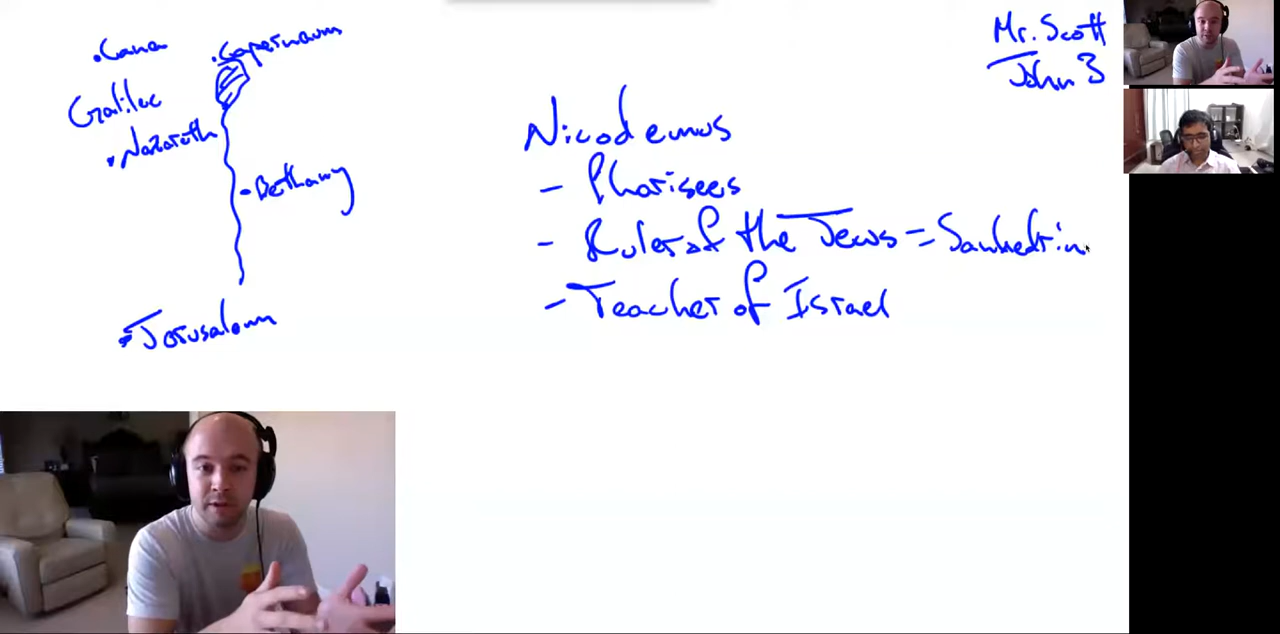 .Cana
.Capernaum
Galilee
.Nazareth
-Bethany
.Jerusalem
Mr. Scott
John 3
Nicodemus
- Pharisees
- Ruler of the Jews = Sanhedrin
- Teacher of Israel